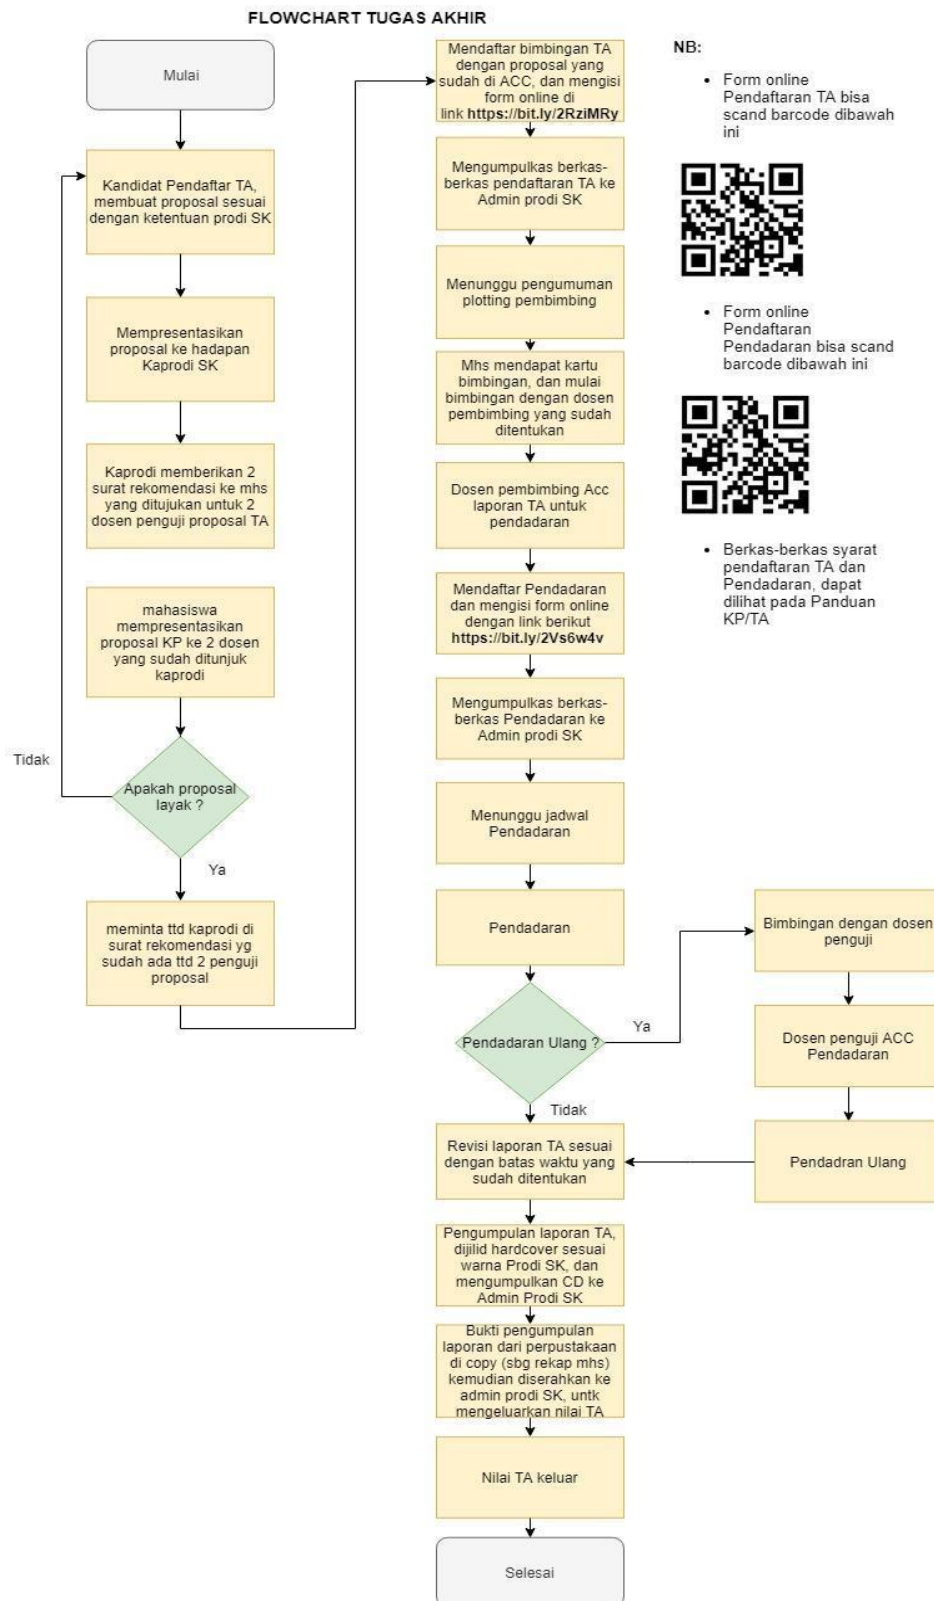 FLOWCHART TUGAS AKHIR
Mulai
Kandidat Pendaftar TA,
membuat proposal sesuai
dengan ketentuan prodi SK
Mempresentasikan
proposal ke hadapan
Kaprodi SK
Kaprodi memberikan 2
surat rekomendasi ke mhs
yang ditujukan untuk 2
dosen penguji proposal TA
mahasiswa
mempresentasikan
proposal KP ke 2 dosen
yang sudah ditunjuk
kaprodi
Tidak
Apakah proposal
layak ?
Ya
meminta ttd kaprodi di
surat rekomendasi yg
sudah ada ttd 2 penguji
proposal
Mendaftar bimbingan TA
dengan proposal yang
sudah di ACC, dan mengisi
form online di
link https://bit.ly/2RziMRy
Mengumpulkas berkas-
berkas pendaftaran TA ke
Admin prodi SK
Menunggu pengumuman
plotting pembimbing
Mhs mendapat kartu
bimbingan, dan mulai
bimbingan dengan dosen
pembimbing yang sudah
ditentukan
Dosen pembimbing Acc
laporan TA untuk
pendadaran
Mendaftar Pendadaran
dan mengisi form online
dengan link berikut
https://bit.ly/2Vs6w4v
Mengumpulkas berkas-
berkas Pendadaran ke
Admin prodi SK
Menunggu jadwal
Pendadaran
Pendadaran
Pendadaran Ulang ?
Ya
Tidak
Bimbingan dengan dosen
penguji
Dosen penguji ACC
Pendadaran
Pendadran Ulang
Revisi laporan TA sesuai
dengan batas waktu yang
sudah ditentukan
Pengumpulan laporan TA,
dijilid hardcover sesuai
warna Prodi SK, dan
mengumpulkan CD ke
Admin Prodi SK
Bukti pengumpulan
laporan dari perpustakaan
di copy (sbg rekap mhs)
kemudian diserahkan ke
admin prodi SK, untk
mengeluarkan nilai TA
Nilai TA keluar
Selesai
NB:
• Form online
Pendaftaran TA bisa
scand barcode dibawah
ini
• Form online
Pendaftaran
Pendadaran bisa scand
barcode dibawah ini
• Berkas-berkas syarat
pendaftaran TA dan
Pendadaran, dapat
dilihat pada Panduan
KP/TA